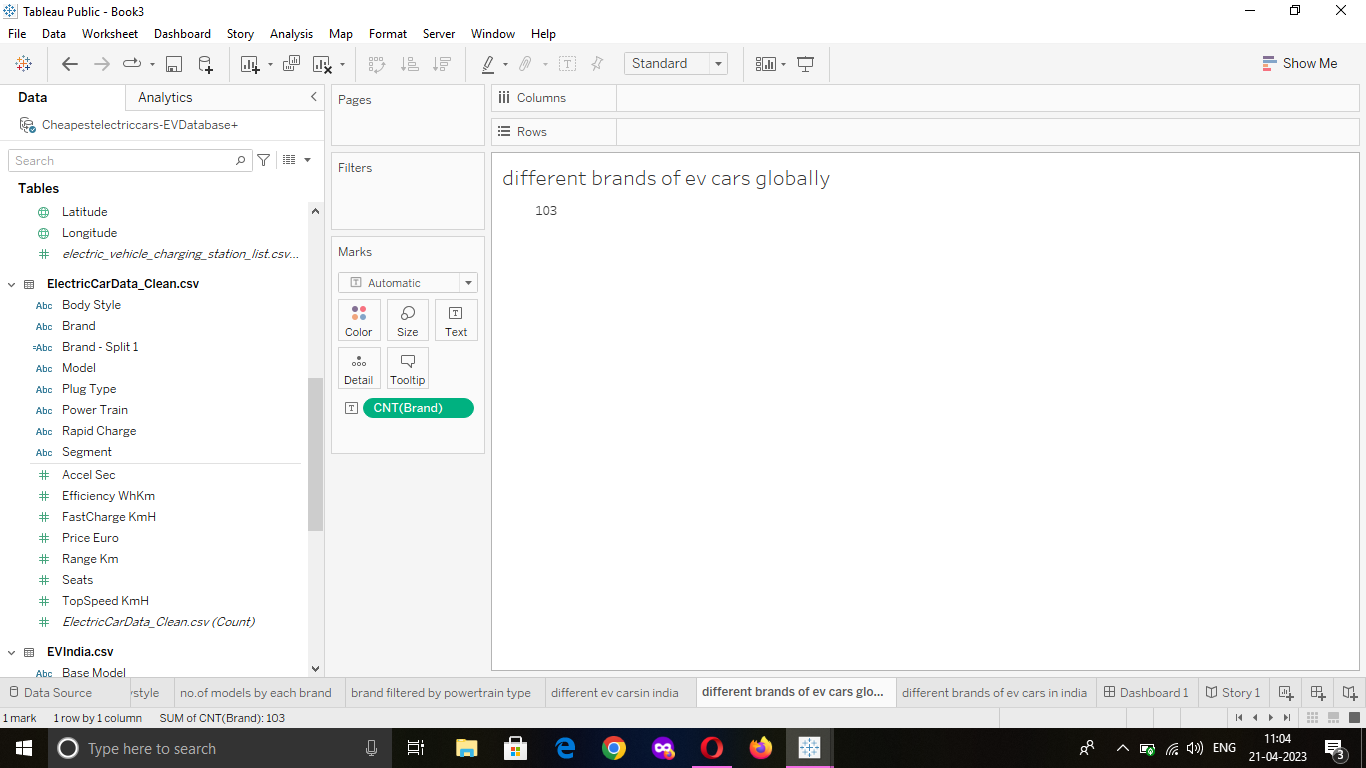 Tableau Public - Book3
File Data Worksheet Dashboard Story Analysis Map Format Server Window Help
Standard
Show Me
Data Analytics
Cheapestelectriccars-EVDatabase+
Search
Tables
Latitude
Longitude
electric_vehicle_charging_station_list.csv...
ElectricCarData_Clean.csv
Abc Body Style
Abc Brand
=Abc Brand - Split 1
Abc Model
Abc Plug Type
Abc Power Train
Abc Rapid Charge
Abc Segment
# Accel Sec
# Efficiency WhKm
# FastCharge KmH
# Price Euro
# Range Km
# Seats
# TopSpeed KmH
# ElectricCarData_Clean.csv (Count)
EVIndia.csv
Abc Base Model
Pages
Filters
Marks
T Automatic
Color Size Text
Detail Tooltip
T CNT(Brand)
Columns
Rows
different brands of ev cars globally
103
Data Source ystyle no.of models by each brand brand filtered by powertrain type different ev carsin india different brands of ev cars glo... different brands of ev cars in india Dashboard 1 Story 1
1 mark 1 row by 1 column SUM of CNT(Brand): 103
Type here to search
ENG
11:04
21-04-2023
3